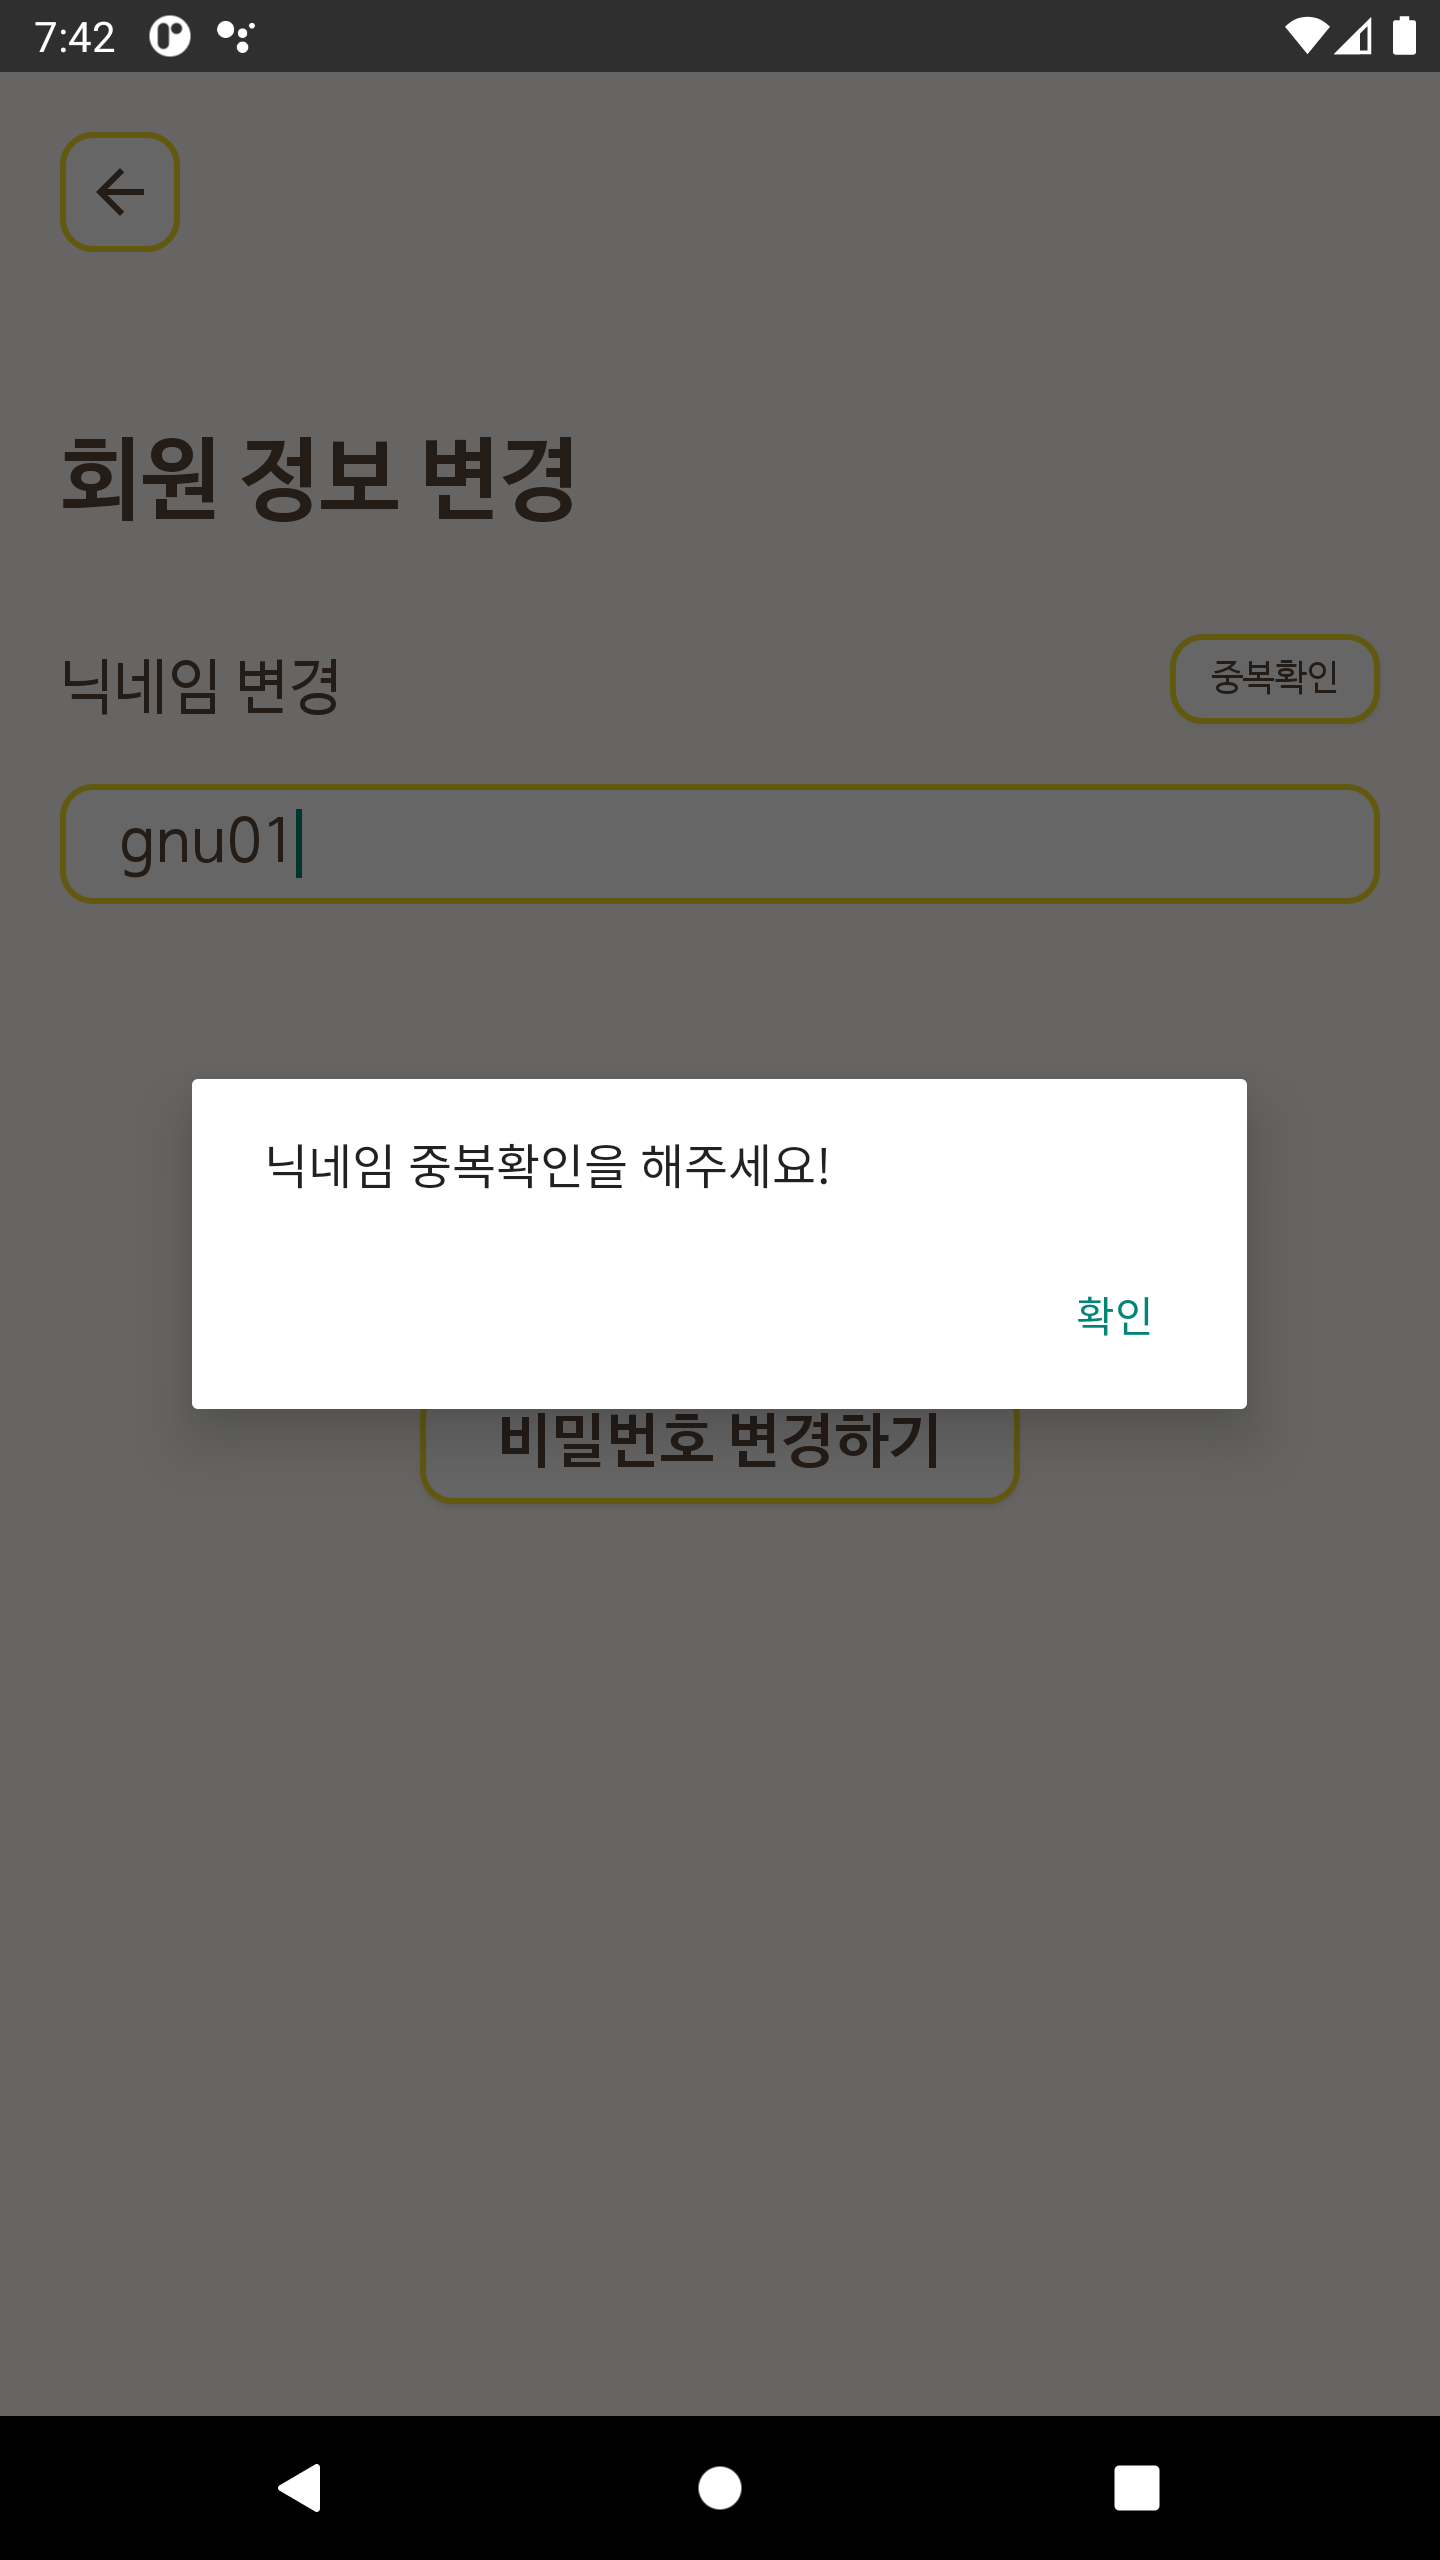 7:42
회원 정보 변경
닉네임 변경
중복확인
gnu01
닉네임 중복확인을 해주세요!
확인
비밀번호 변경하기